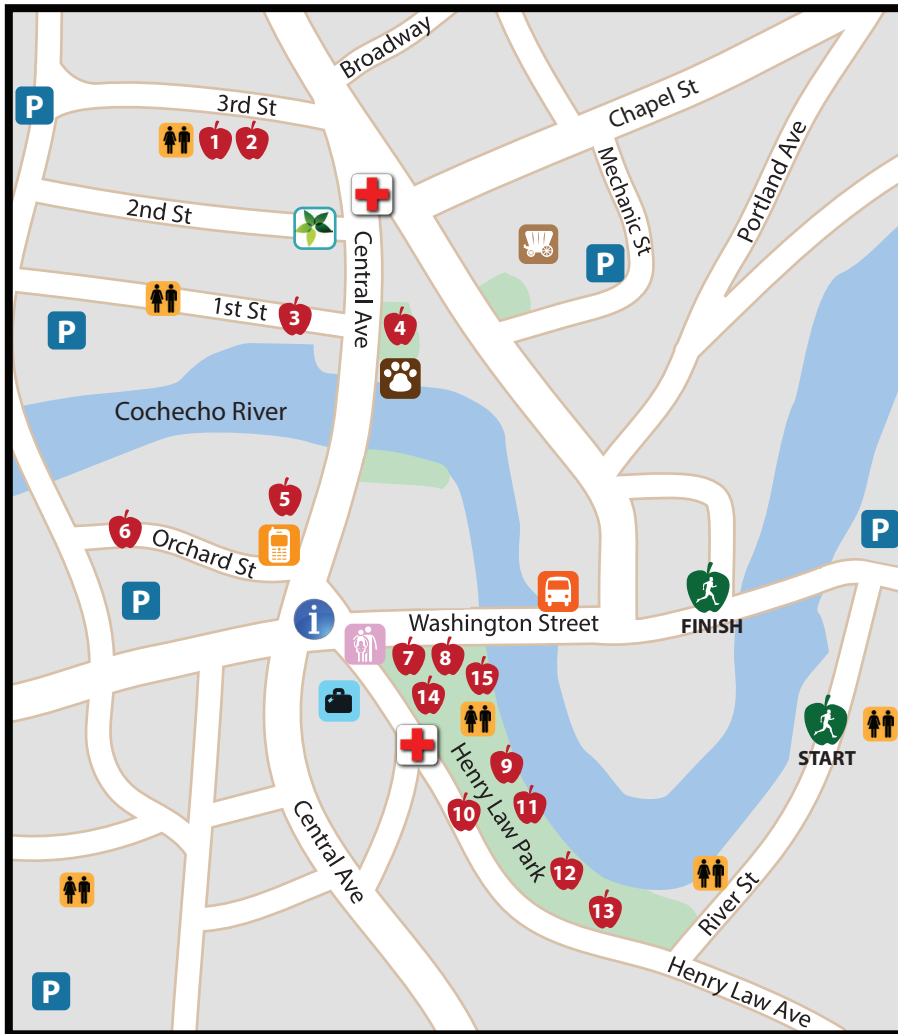 Broadway
P
3rd St
Chapel St
1
2
Mechanic St
Portland Ave
2nd St
Central Ave
P
1st St
3
4
P
Cochecho River
5
6
Orchard St
P
P
i
Washington Street
FINISH
7
8
15
14
START
9
Henry Law Park
10
11
Central Ave
12
13
River St
P
Henry Law Ave